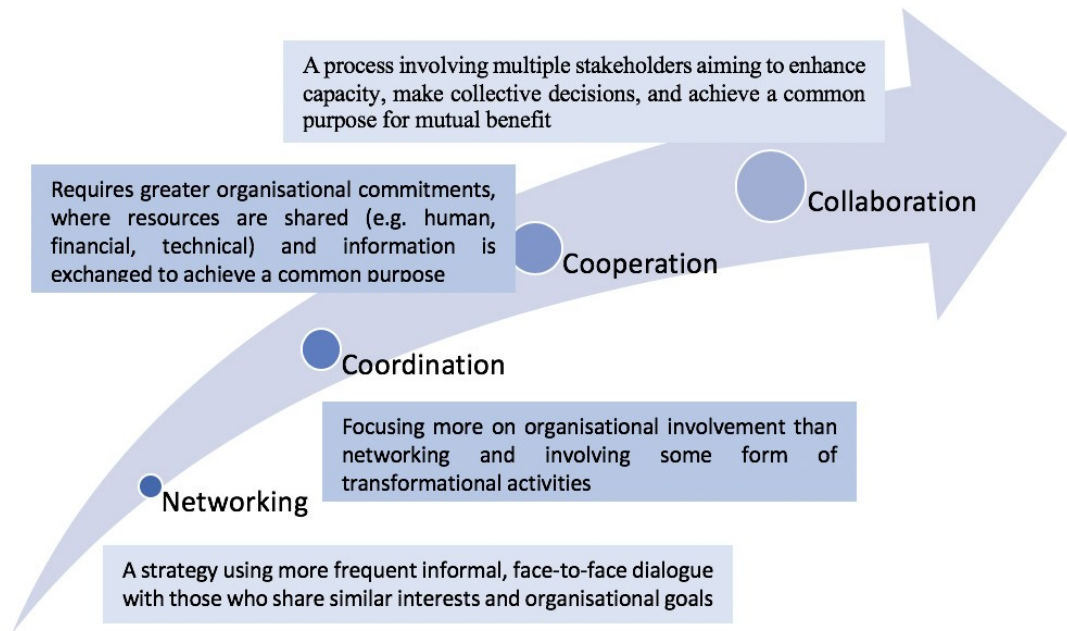 A process involving multiple stakeholders aiming to enhance
capacity, make collective decisions, and achieve a common
purpose for mutual benefit
Collaboration
Requires greater organisational commitments,
where resources are shared (e.g. human,
financial, technical) and information is
exchanged to achieve a common purpose
Cooperation
Coordination
Focusing more on organisational involvement than
networking and involving some form of
transformational activities
Networking
A strategy using more frequent informal, face-to-face dialogue
with those who share similar interests and organisational goals